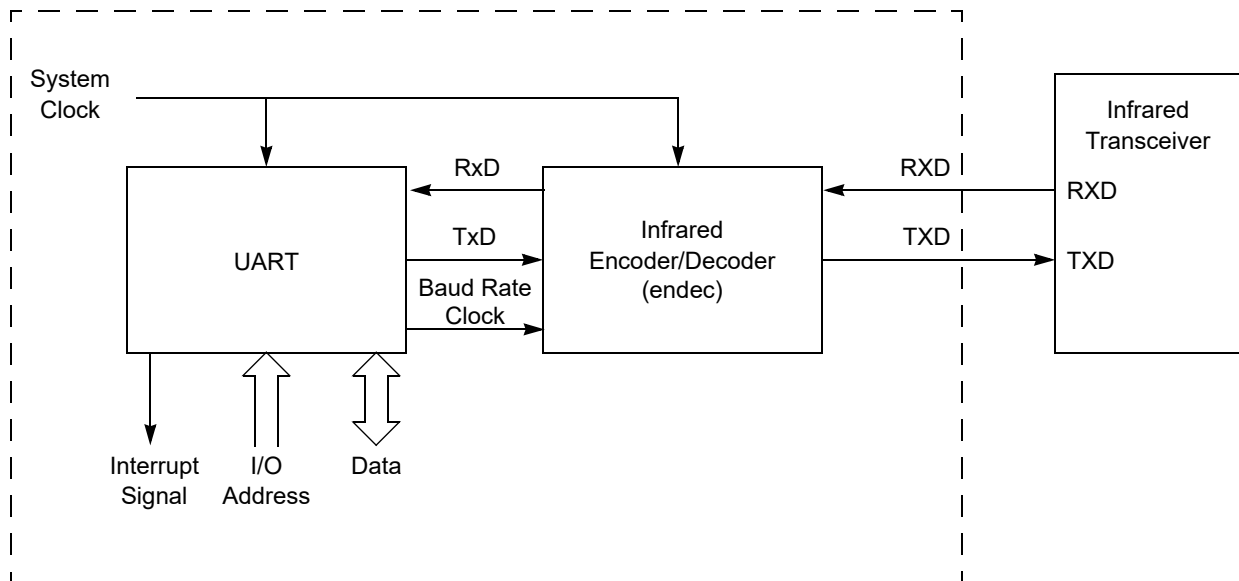 System
Clock
Infrared
Transceiver
RxD
RXD
RXD
TxD
Infrared
Encoder/Decoder
(endec)
TXD
TXD
UART
Baud Rate
Clock
Interrupt
Signal
I/O
Address
Data